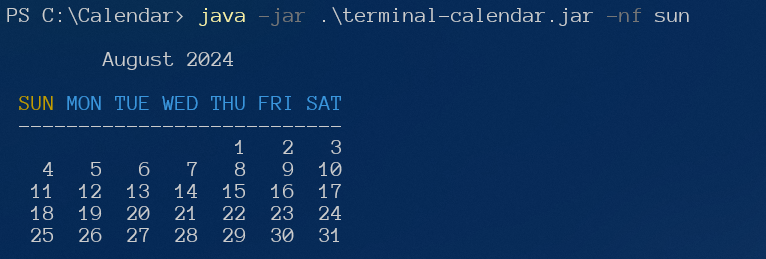 PS C:\Calendar> java -jar .\terminal-calendar.jar -nf sun
August 2024
SUN MON TUE WED THU FRI SAT
---------------------------
1 2 3
4 5 6 7 8 9 10
11 12 13 14 15 16 17
18 19 20 21 22 23 24
25 26 27 28 29 30 31